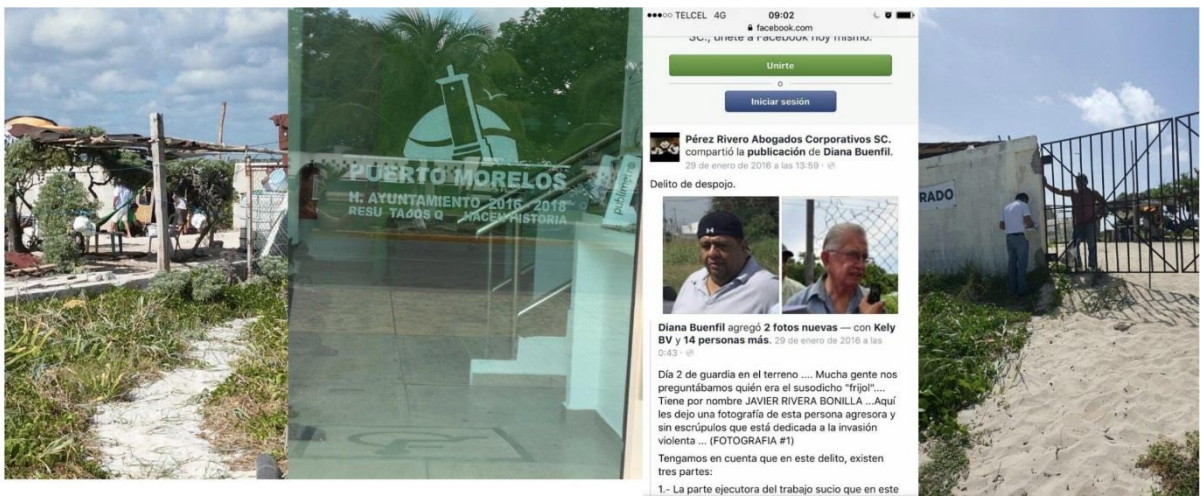 PUERTO MORELOS
H. AYUNTAMIENTO 2016 - 2018
RESU TADOS Q HACEN HISTORIA
publimerc
TELCEL 4G 09:02
facebook.com
SC., únete a Facebook hoy mismo.
Unirte
o
Iniciar sesión
Pérez Rivero Abogados Corporativos SC.
compartió la publicación de Diana Buenfil.
29 de enero de 2016 a las 13:59 ·
Delito de despojo.
Diana Buenfil agregó 2 fotos nuevas — con Kely
BV y 14 personas más. 29 de enero de 2016 a las
0:43 ·
Día 2 de guardia en el terreno .... Mucha gente nos
preguntábamos quién era el susodicho "frijol"....
Tiene por nombre JAVIER RIVERA BONILLA ...Aquí
les dejo una fotografía de esta persona agresora y
sin escrúpulos que está dedicada a la invasión
violenta ... (FOTOGRAFIA #1)
Tengamos en cuenta que en este delito, existen
tres partes:
1.- La parte ejecutora del trabajo sucio que en este
RADO